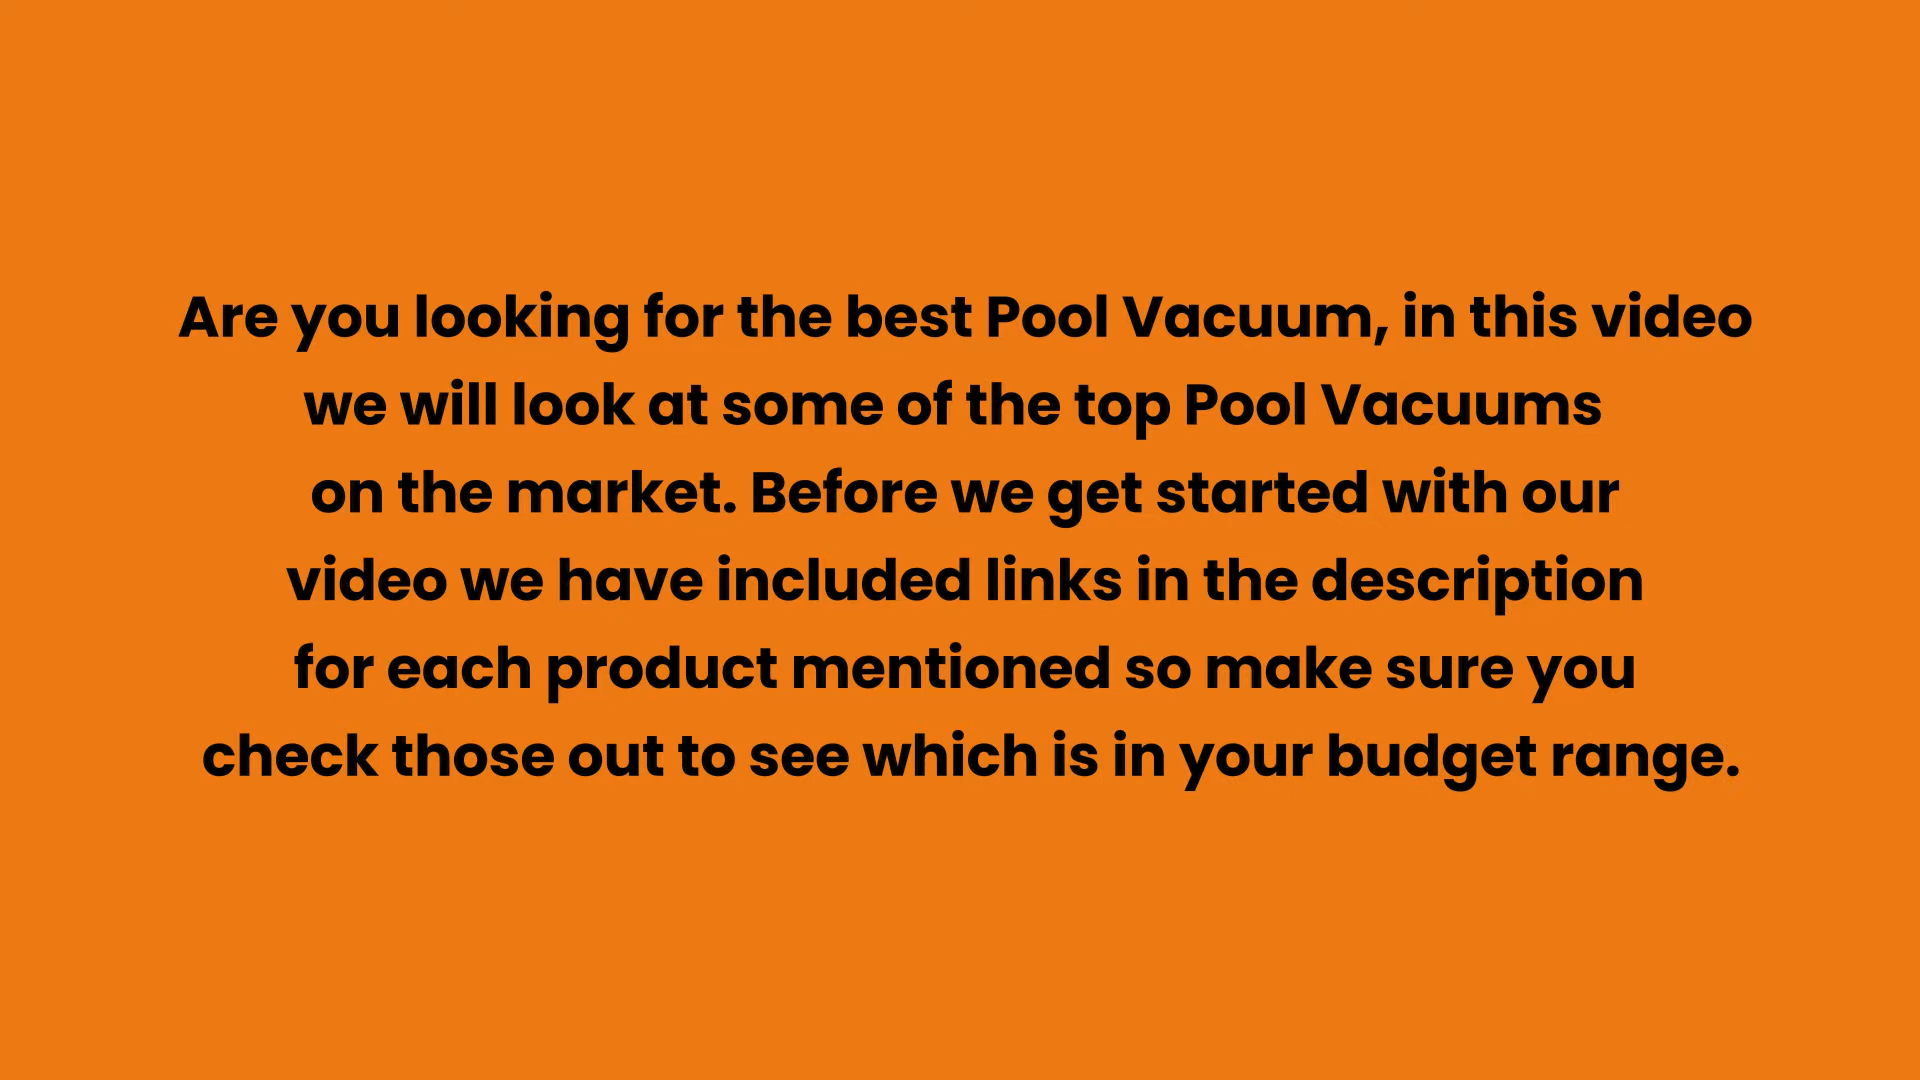 Are you looking for the best Pool Vacuum, in this video
we will look at some of the top Pool Vacuums
on the market. Before we get started with our
video we have included links in the description
for each product mentioned so make sure you
check those out to see which is in your budget range.